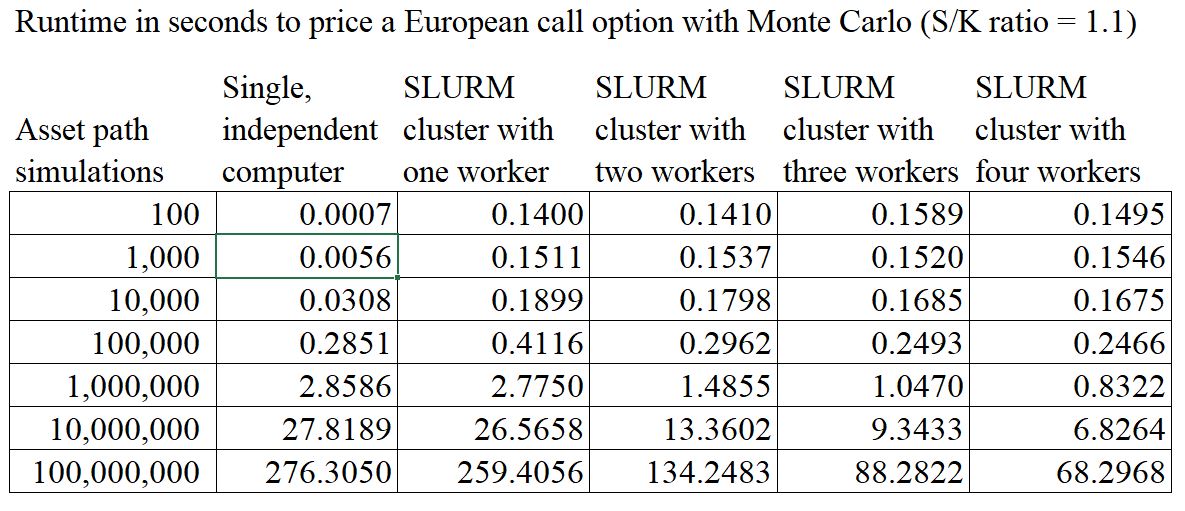 Runtime in seconds to price a European call option with Monte Carlo (S/K ratio = 1.1)
Single, SLURM SLURM SLURM SLURM
Asset path independent cluster with cluster with cluster with cluster with
simulations computer one worker two workers three workers four workers
100 0.0007 0.1400 0.1410 0.1589 0.1495
1,000 0.0056 0.1511 0.1537 0.1520 0.1546
10,000 0.0308 0.1899 0.1798 0.1685 0.1675
100,000 0.2851 0.4116 0.2962 0.2493 0.2466
1,000,000 2.8586 2.7750 1.4855 1.0470 0.8322
10,000,000 27.8189 26.5658 13.3602 9.3433 6.8264
100,000,000 276.3050 259.4056 134.2483 88.2822 68.2968